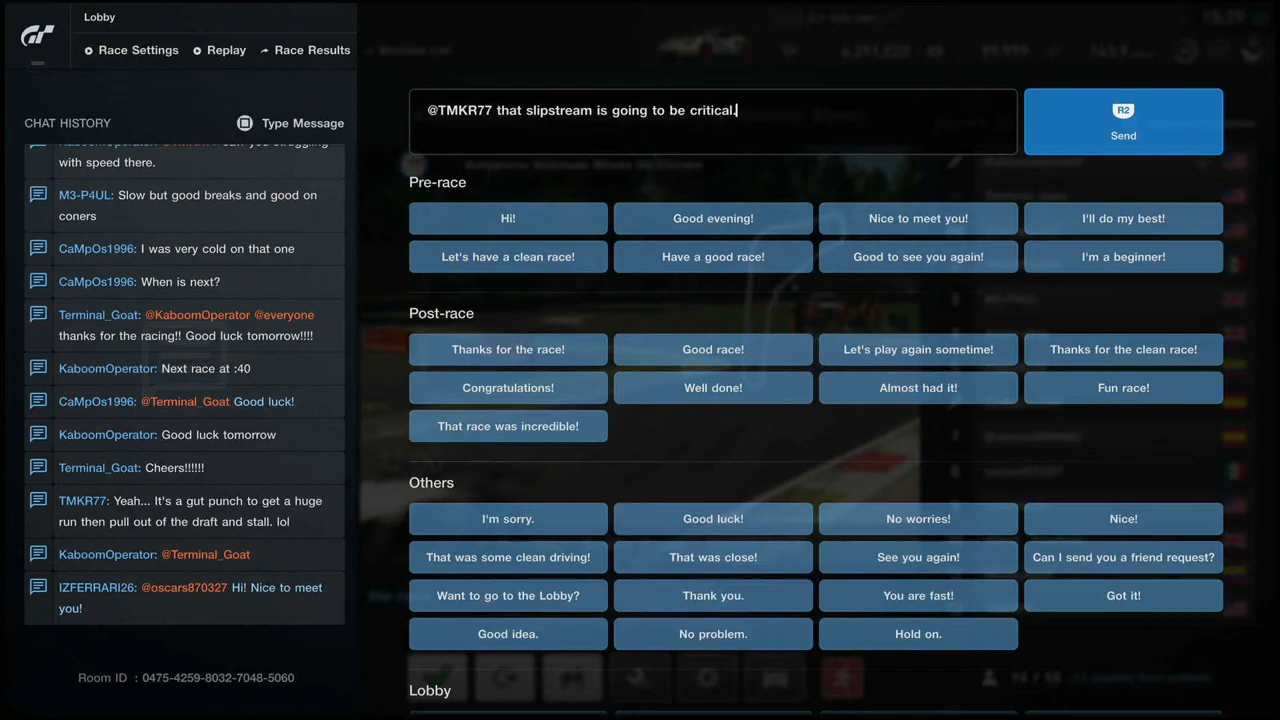 Lobby
Race Settings
Replay
Race Results
CHAT HISTORY
Type Message
with speed there.
M3-P4UL: Slow but good breaks and good on
coners
CaMpOs1996: I was very cold on that one
CaMpOs1996: When is next?
Terminal_Goat: @KaboomOperator @everyone
thanks for the racing!! Good luck tomorrow!!!!
KaboomOperator: Next race at :40
CaMpOs1996: @Terminal_Goat Good luck!
KaboomOperator: Good luck tomorrow
Terminal_Goat: Cheers!!!!!!
TMKR77: Yeah... It's a gut punch to get a huge
run then pull out of the draft and stall. lol
KaboomOperator: @Terminal_Goat
IZFERRARI26: @oscars870327 Hi! Nice to meet
you!
Room ID : 0475-4259-8032-7048-5060
@TMKR77 that slipstream is going to be critical.
R2
Send
Pre-race
Hi!
Good evening!
Nice to meet you!
I'll do my best!
Let's have a clean race!
Have a good race!
Good to see you again!
I'm a beginner!
Post-race
Thanks for the race!
Good race!
Let's play again sometime!
Thanks for the clean race!
Congratulations!
Well done!
Almost had it!
Fun race!
That race was incredible!
Others
I'm sorry.
Good luck!
No worries!
Nice!
That was some clean driving!
That was close!
See you again!
Can I send you a friend request?
Want to go to the Lobby?
Thank you.
You are fast!
Got it!
Good idea.
No problem.
Hold on.
Lobby